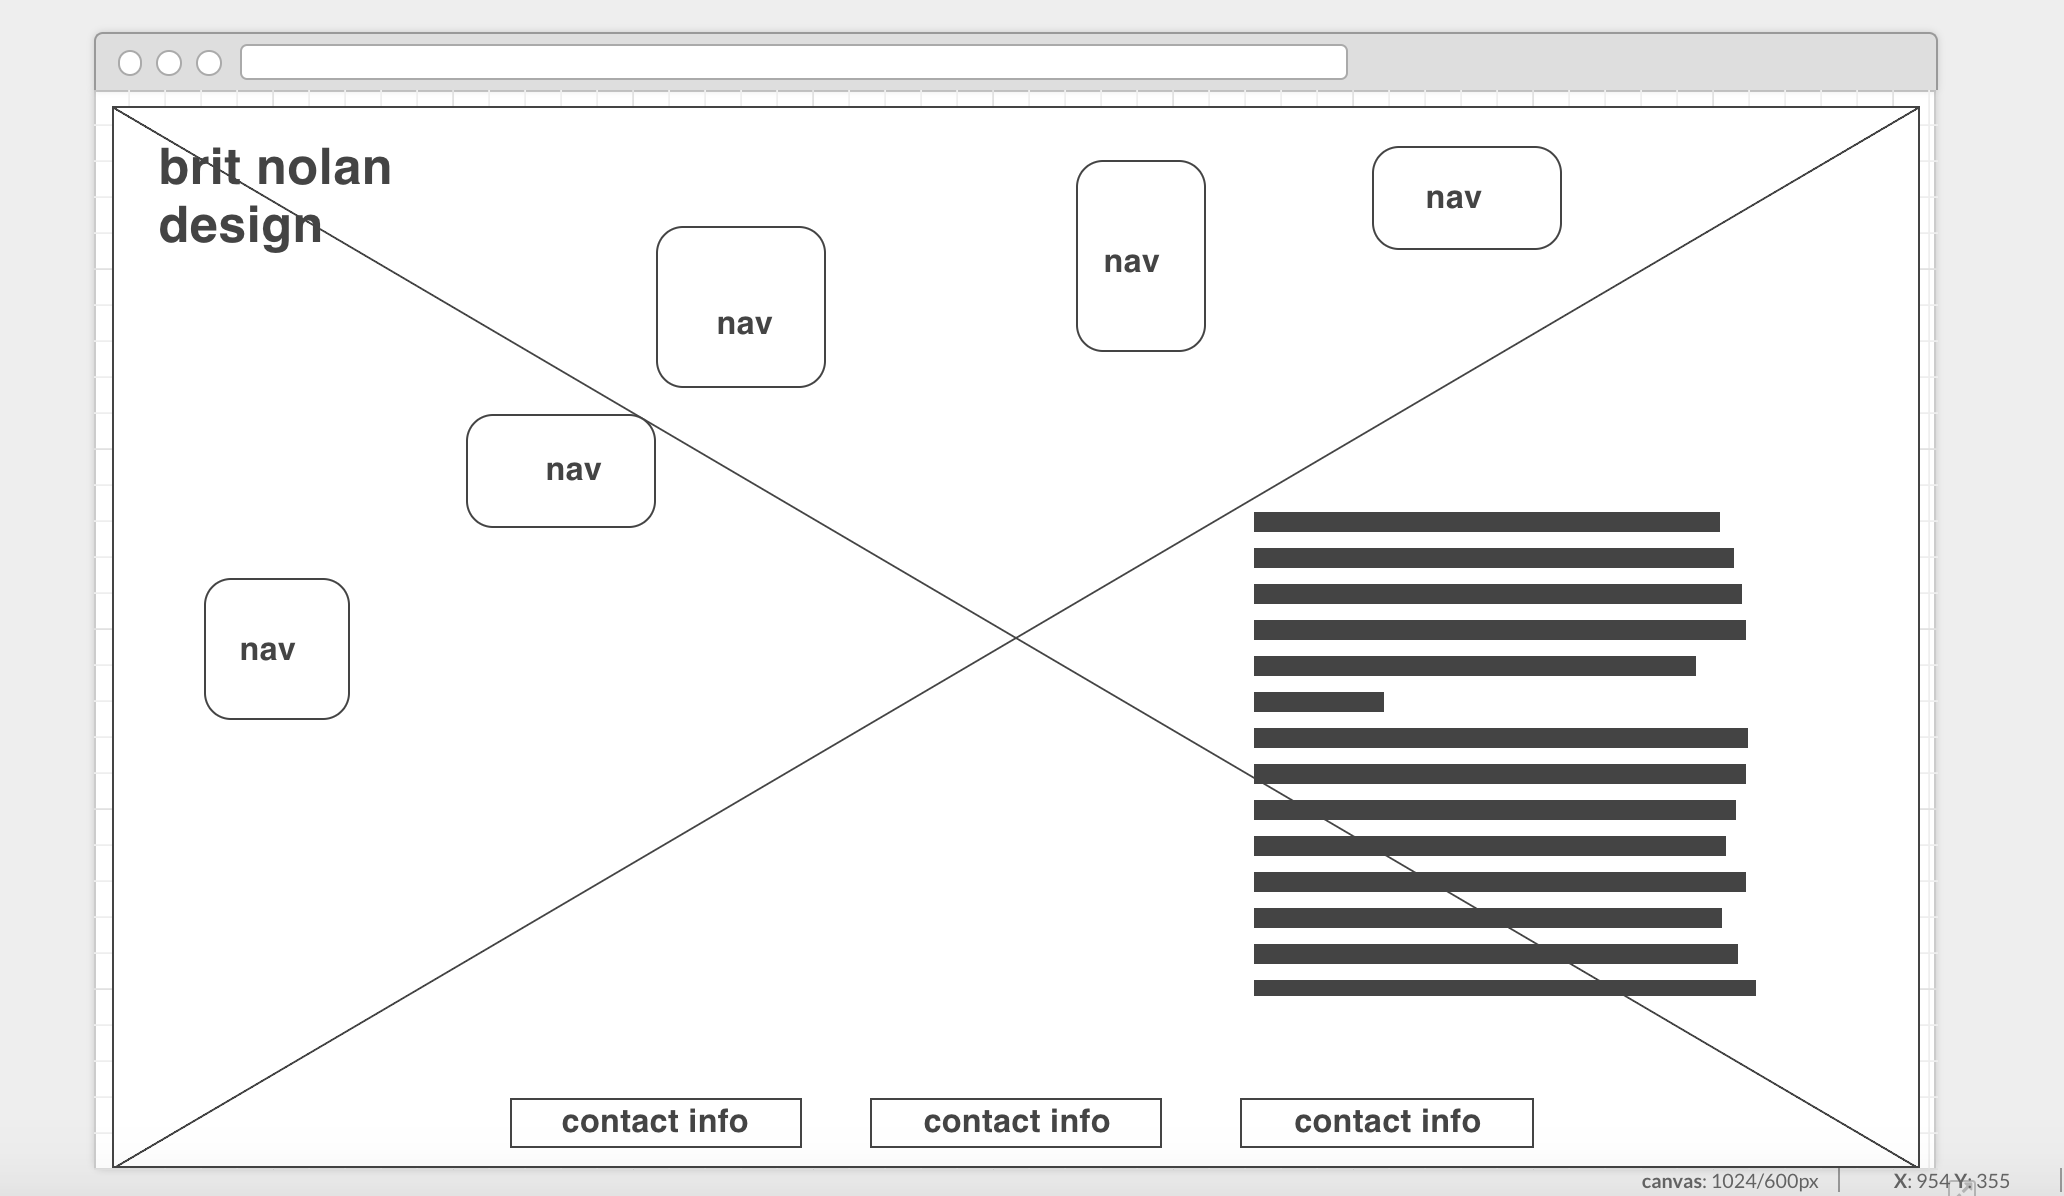 brit nolan
design
nav
nav
nav
nav
nav
contact info
contact info
contact info
canvas: 1024/600px
X: 954 Y: 355